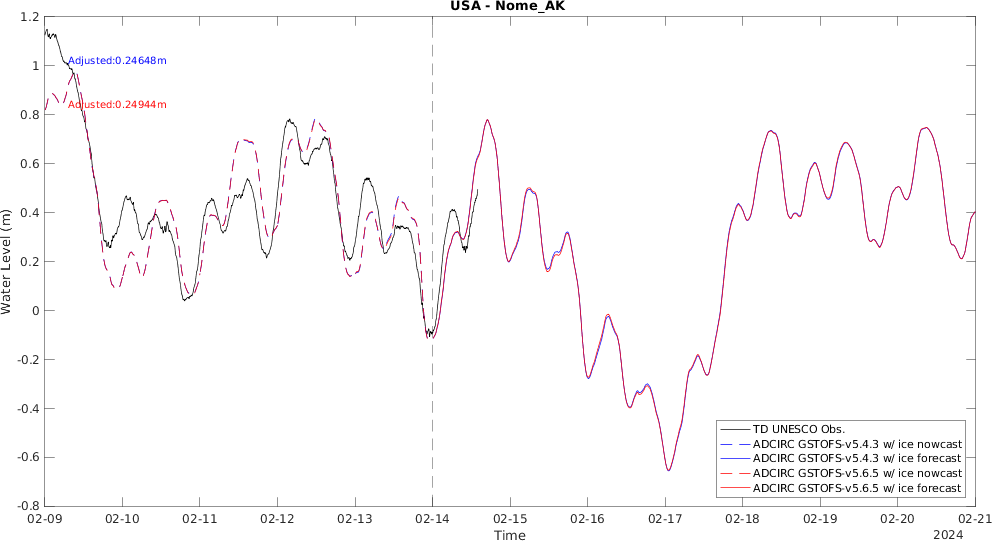 USA - Nome_AK
1.2
1
0.8
0.6
0.4
0.2
0
-0.2
-0.4
-0.6
-0.8
Water Level (m)
Adjusted:0.24648m
Adjusted:0.24944m
TD UNESCO Obs.
ADCIRC GSTOFS-v5.4.3 w/ ice nowcast
ADCIRC GSTOFS-v5.4.3 w/ ice forecast
ADCIRC GSTOFS-v5.6.5 w/ ice nowcast
ADCIRC GSTOFS-v5.6.5 w/ ice forecast
02-09 02-10 02-11 02-12 02-13 02-14 02-15 02-16 02-17 02-18 02-19 02-20 02-21
Time
2024